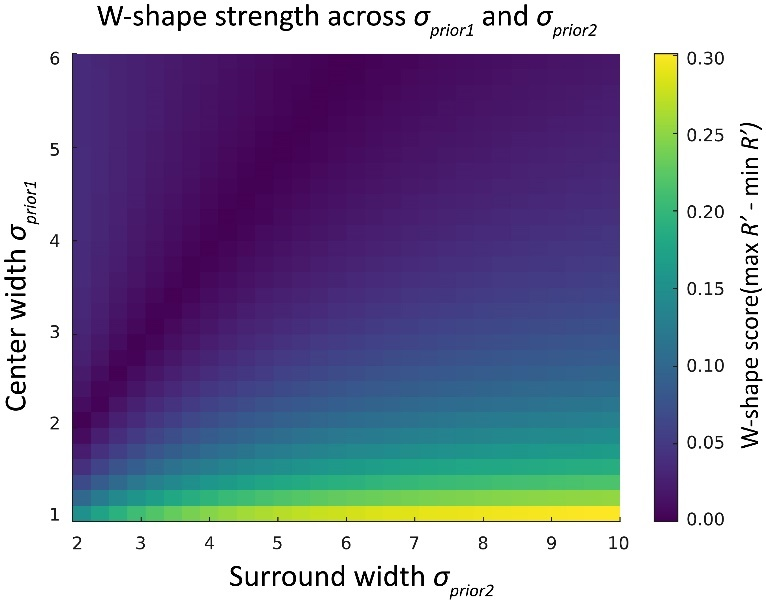 W-shape strength across σprior1 and σprior2
Center width σprior1
6
5
4
3
2
1
2 3 4 5 6 7 8 9 10
Surround width σprior2
0.30
0.25
0.20
0.15
0.10
0.05
0.00
W-shape score(max R′ - min R′)